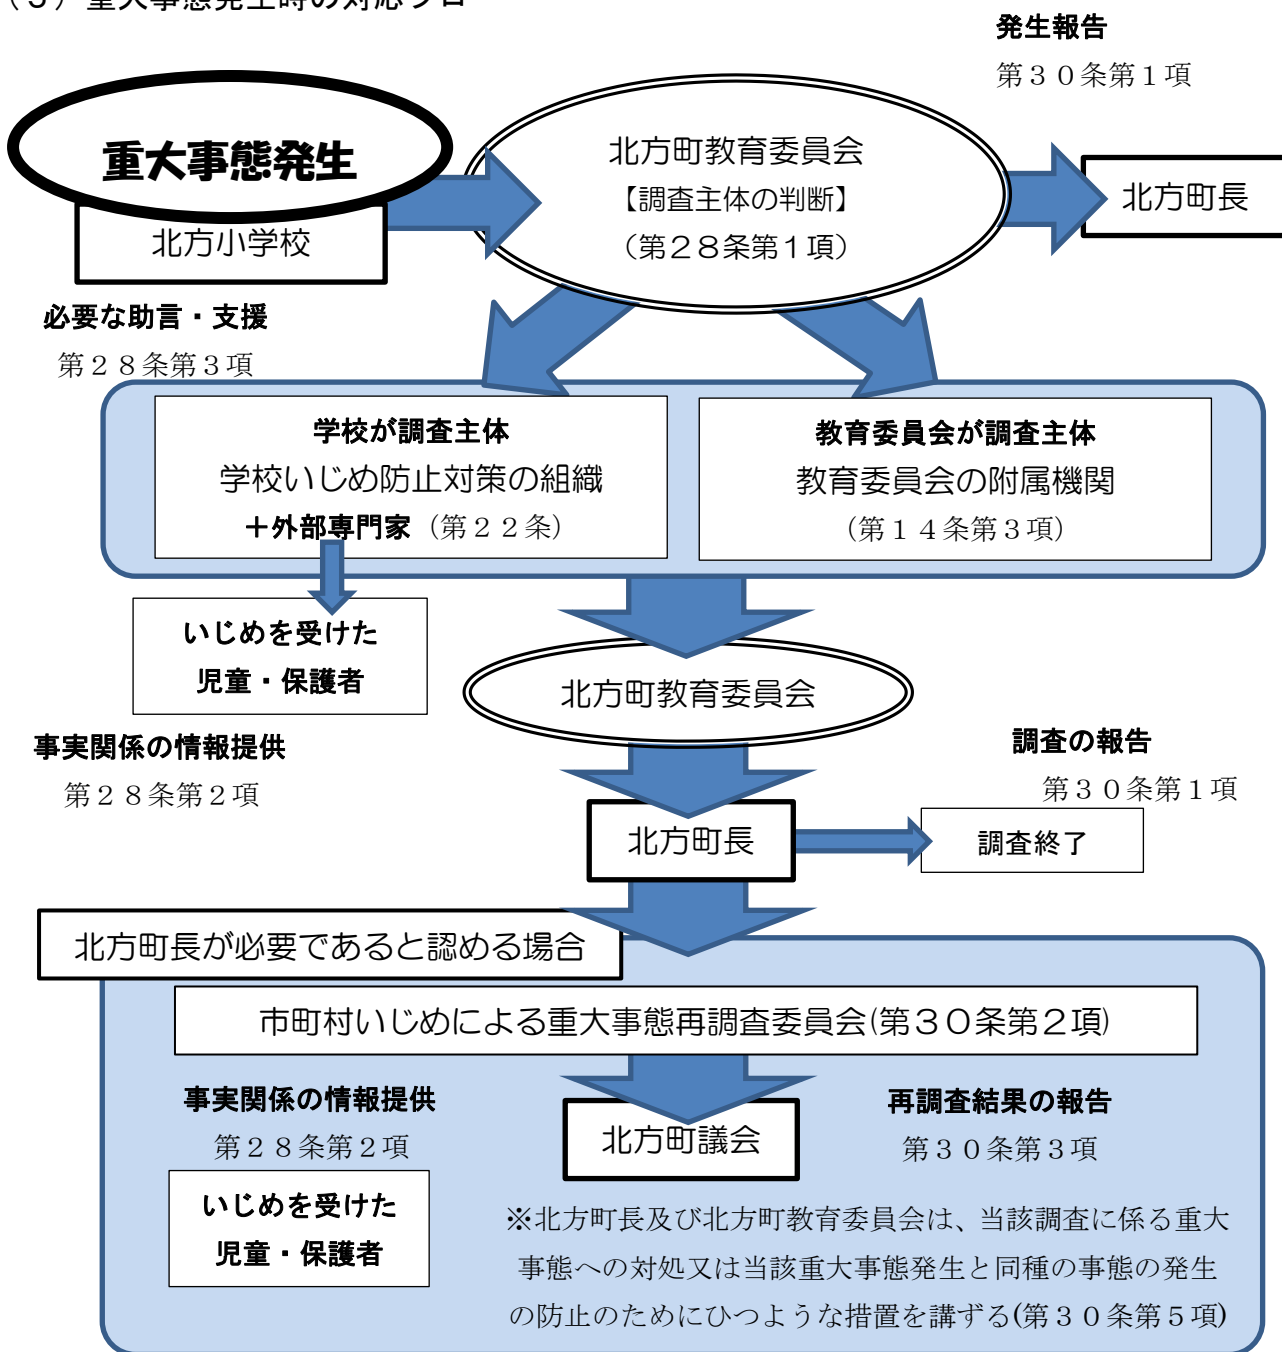 （３）重大事態発生時の対応フロー
発生報告
第３０条第１項
重大事態発生
北方小学校
北方町教育委員会
【調査主体の判断】
（第２８条第１項）
北方町長
必要な助言・支援
第２８条第３項
学校が調査主体
学校いじめ防止対策の組織
＋外部専門家（第２２条）
教育委員会が調査主体
教育委員会の附属機関
（第１４条第３項）
いじめを受けた
児童・保護者
事実関係の情報提供
第２８条第２項
北方町教育委員会
調査の報告
第３０条第１項
北方町長
調査終了
北方町長が必要であると認める場合
市町村いじめによる重大事態再調査委員会(第３０条第２項)
事実関係の情報提供
第２８条第２項
いじめを受けた
児童・保護者
北方町議会
再調査結果の報告
第３０条第３項
※北方町長及び北方町教育委員会は、当該調査に係る重大
事態への対処又は当該重大事態発生と同種の事態の発生
の防止のためにひつような措置を講ずる(第３０条第５項)